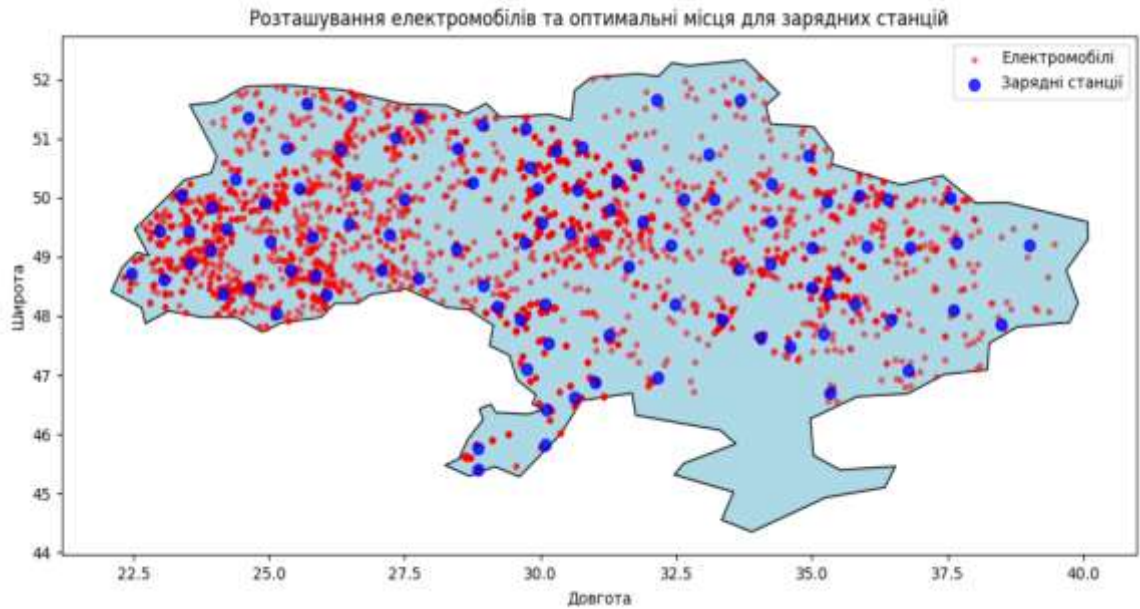 Розташування електромобілів та оптимальні місця для зарядних станцій
Електромобілі
Зарядні станції
52
51
50
49
48
47
46
45
44
Широта
22.5 25.0 27.5 30.0 32.5 35.0 37.5 40.0
Довгота